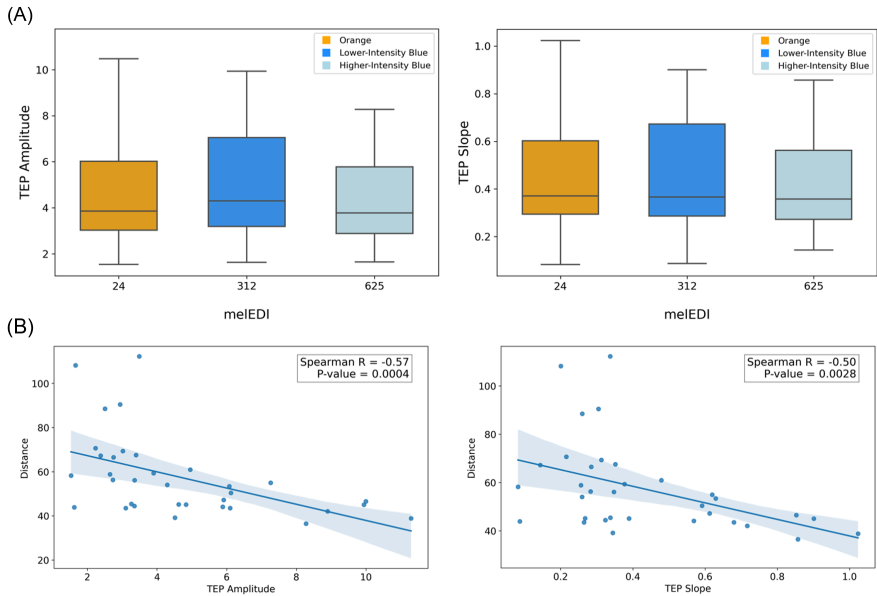 (A)
Orange
Lower-Intensity Blue
Higher-Intensity Blue
TEP Amplitude
10
8
6
4
2
24
312
625
melEDI
Orange
Lower-Intensity Blue
Higher-Intensity Blue
TEP Slope
1.0
0.8
0.6
0.4
0.2
24
312
625
melEDI
(B)
Spearman R = -0.57
P-value = 0.0004
Distance
100
80
60
40
20
2
4
6
8
10
TEP Amplitude
Spearman R = -0.50
P-value = 0.0028
Distance
100
80
60
40
0.2
0.4
0.6
0.8
1.0
TEP Slope